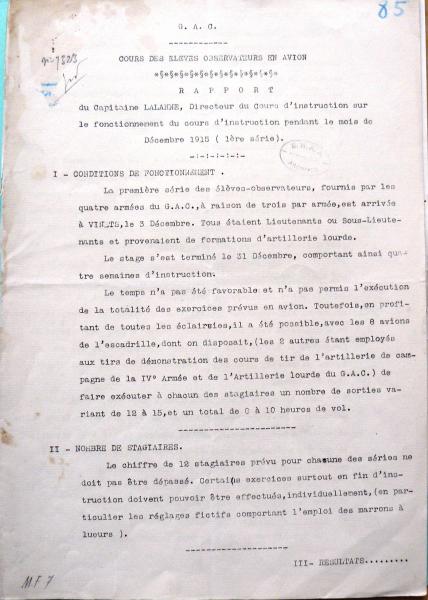 G. A. C.
85
COURS DES ELEVES OBSERVATEURS EN AVION
*§*§*§*§*§*§*§*§*§*§*§*§*§*§*
R A P P O R T
du Capitaine LALANNE, Directeur du Cours d'instruction sur
le fonctionnement du cours d'instruction pendant le mois de
Décembre 1915 ( 1ère série).
-:-:-:-:-:-
I - CONDITIONS DE FONCTIONNEMENT .
La première série des élèves-observateurs, fournis par les
quatre armées du G.A.C., à raison de trois par armée,est arrivée
à VINETS, le 3 Décembre. Tous étaient Lieutenants ou Sous-Lieute-
nants et provenaient de formations d'artillerie lourde.
Le stage s'est terminé le 31 Décembre, comportant ainsi qua-
tre semaines d'instruction.
Le temps n'a pas été favorable et n'a pas permis l'exécution
de la totalité des exercices prévus en avion. Toutefois,en profi-
tant de toutes les éclaircies,il a été possible,avec les 8 avions
de l'escadrille, dont on disposait,(les 2 autres étant employés
aux tirs de démonstration des cours de tir de l'artillerie de cam-
pagne de la IV° Armée et de l'Artillerie lourde du G.A.C.) de
faire exécuter à chacun des stagiaires un nombre de sorties va-
riant de 12 à 15,et un total de 8 à 10 heures de vol.
II - NOMBRE DE STAGIAIRES.
Le chiffre de 12 stagiaires prévu pour chacune des séries ne
doit pas être dépassé. Certains exercices surtout en fin d'ins-
truction doivent pouvoir être effectués,individuellement,(en par-
ticulier les réglages fictifs comportant l'emploi des marrons à
lueurs ).
III- RESULTATS.........
MF 7